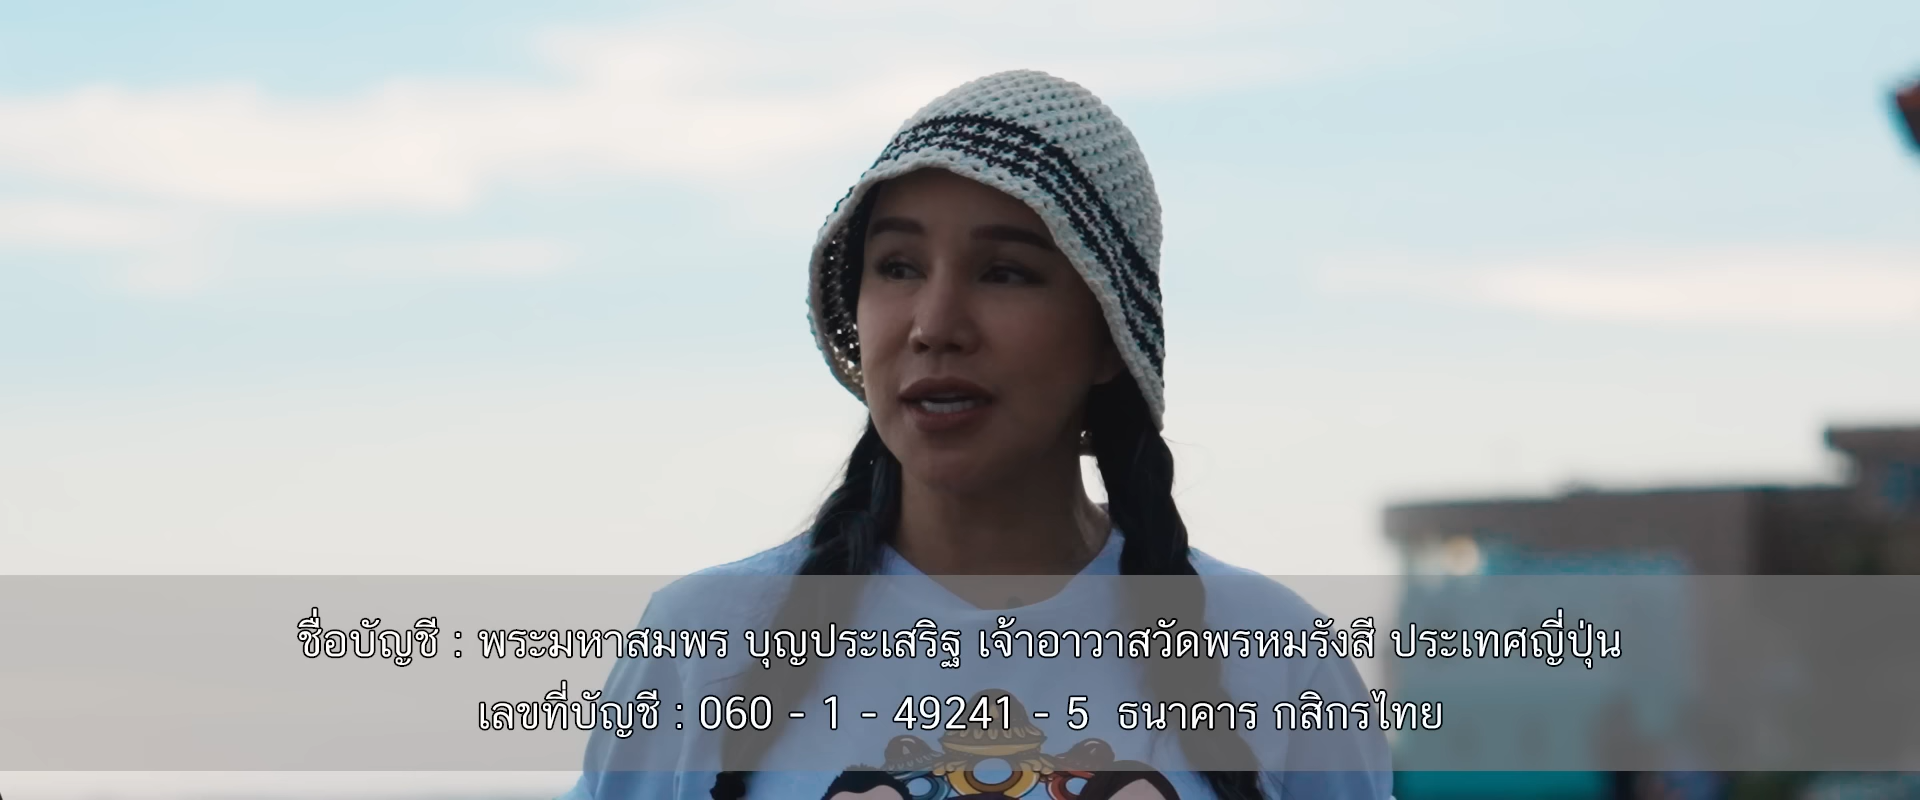 ชื่อบัญชี : พระมหาสมพร บุญประเสริฐ เจ้าอาวาสวัดพรหมรังสี ประเทศญี่ปุ่น
เลขที่บัญชี : 060 - 1 - 49241 - 5 ธนาคาร กสิกรไทย